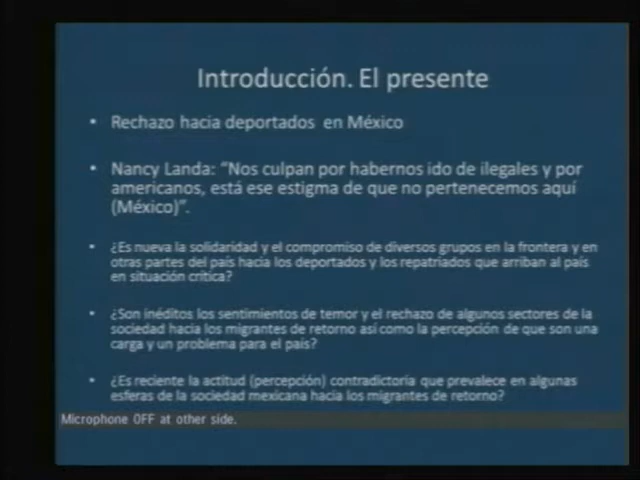 Introducción. El presente
• Rechazo hacia deportados en México
• Nancy Landa: "Nos culpan por habernos ido de ilegales y por
americanos, está ese estigma de que no pertenecemos aquí
(México)".
• ¿Es nueva la solidaridad y el compromiso de diversos grupos en la frontera y en
otras partes del país hacia los deportados y los repatriados que arriban al país
en situación crítica?
• ¿Son inéditos los sentimientos de temor y el rechazo de algunos sectores de la
sociedad hacia los migrantes de retorno así como la percepción de que son una
carga y un problema para el país?
• ¿Es reciente la actitud (percepción) contradictoria que prevalece en algunas
esferas de la sociedad mexicana hacia los migrantes de retorno?
Microphone OFF at other side.